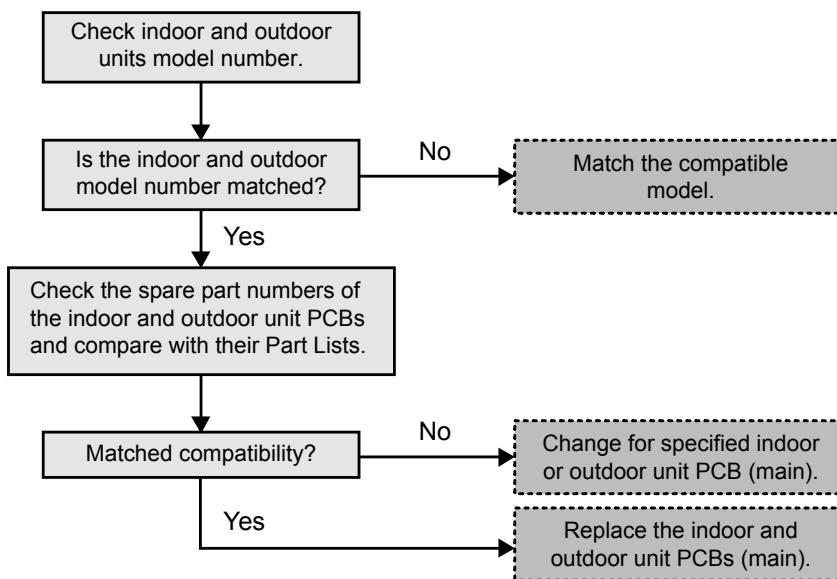 Check indoor and outdoor
units model number.
Is the indoor and outdoor
model number matched?
No
Match the compatible
model.
Yes
Check the spare part numbers of
the indoor and outdoor unit PCBs
and compare with their Part Lists.
Matched compatibility?
No
Change for specified indoor
or outdoor unit PCB (main).
Yes
Replace the indoor and
outdoor unit PCBs (main).